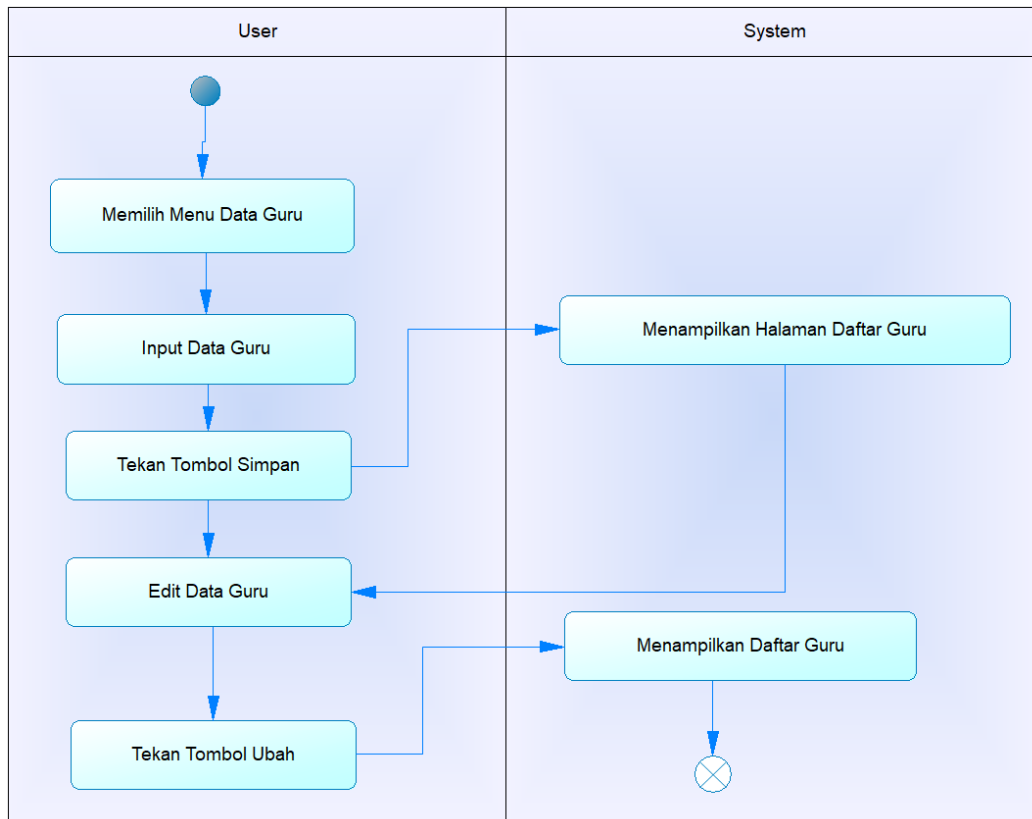 User
System
Memilih Menu Data Guru
Input Data Guru
Menampilkan Halaman Daftar Guru
Tekan Tombol Simpan
Edit Data Guru
Menampilkan Daftar Guru
Tekan Tombol Ubah